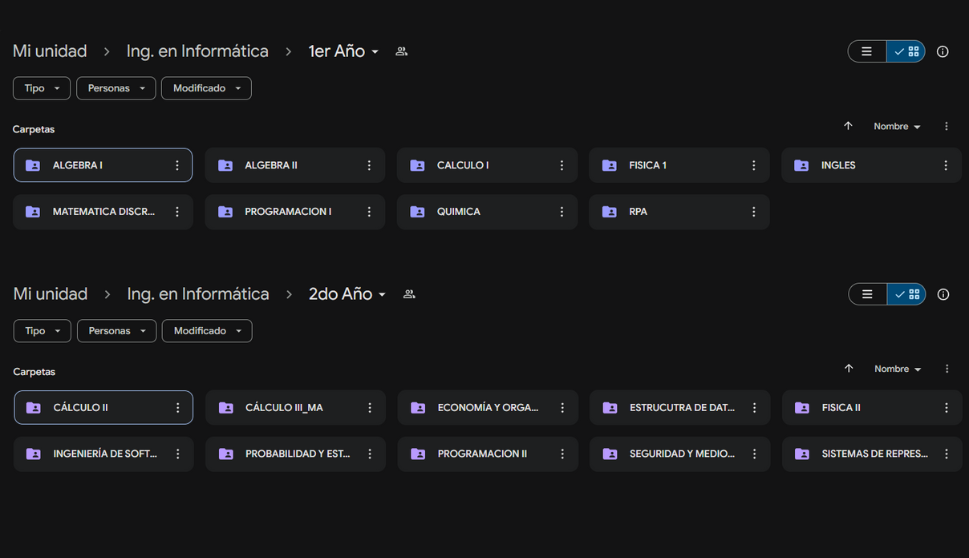 Mi unidad > Ing. en Informática > 1er Año
Tipo Personas Modificado
Carpetas Nombre
ALGEBRA I ALGEBRA II CALCULO I FISICA 1 INGLES
MATEMATICA DISCR... PROGRAMACION I QUIMICA RPA
Mi unidad > Ing. en Informática > 2do Año
Tipo Personas Modificado
Carpetas Nombre
CÁLCULO II CÁLCULO III_MA ECONOMÍA Y ORGA... ESTRUCUTRA DE DAT... FISICA II
INGENIERÍA DE SOFT... PROBABILIDAD Y EST... PROGRAMACION II SEGURIDAD Y MEDIO... SISTEMAS DE REPRES...